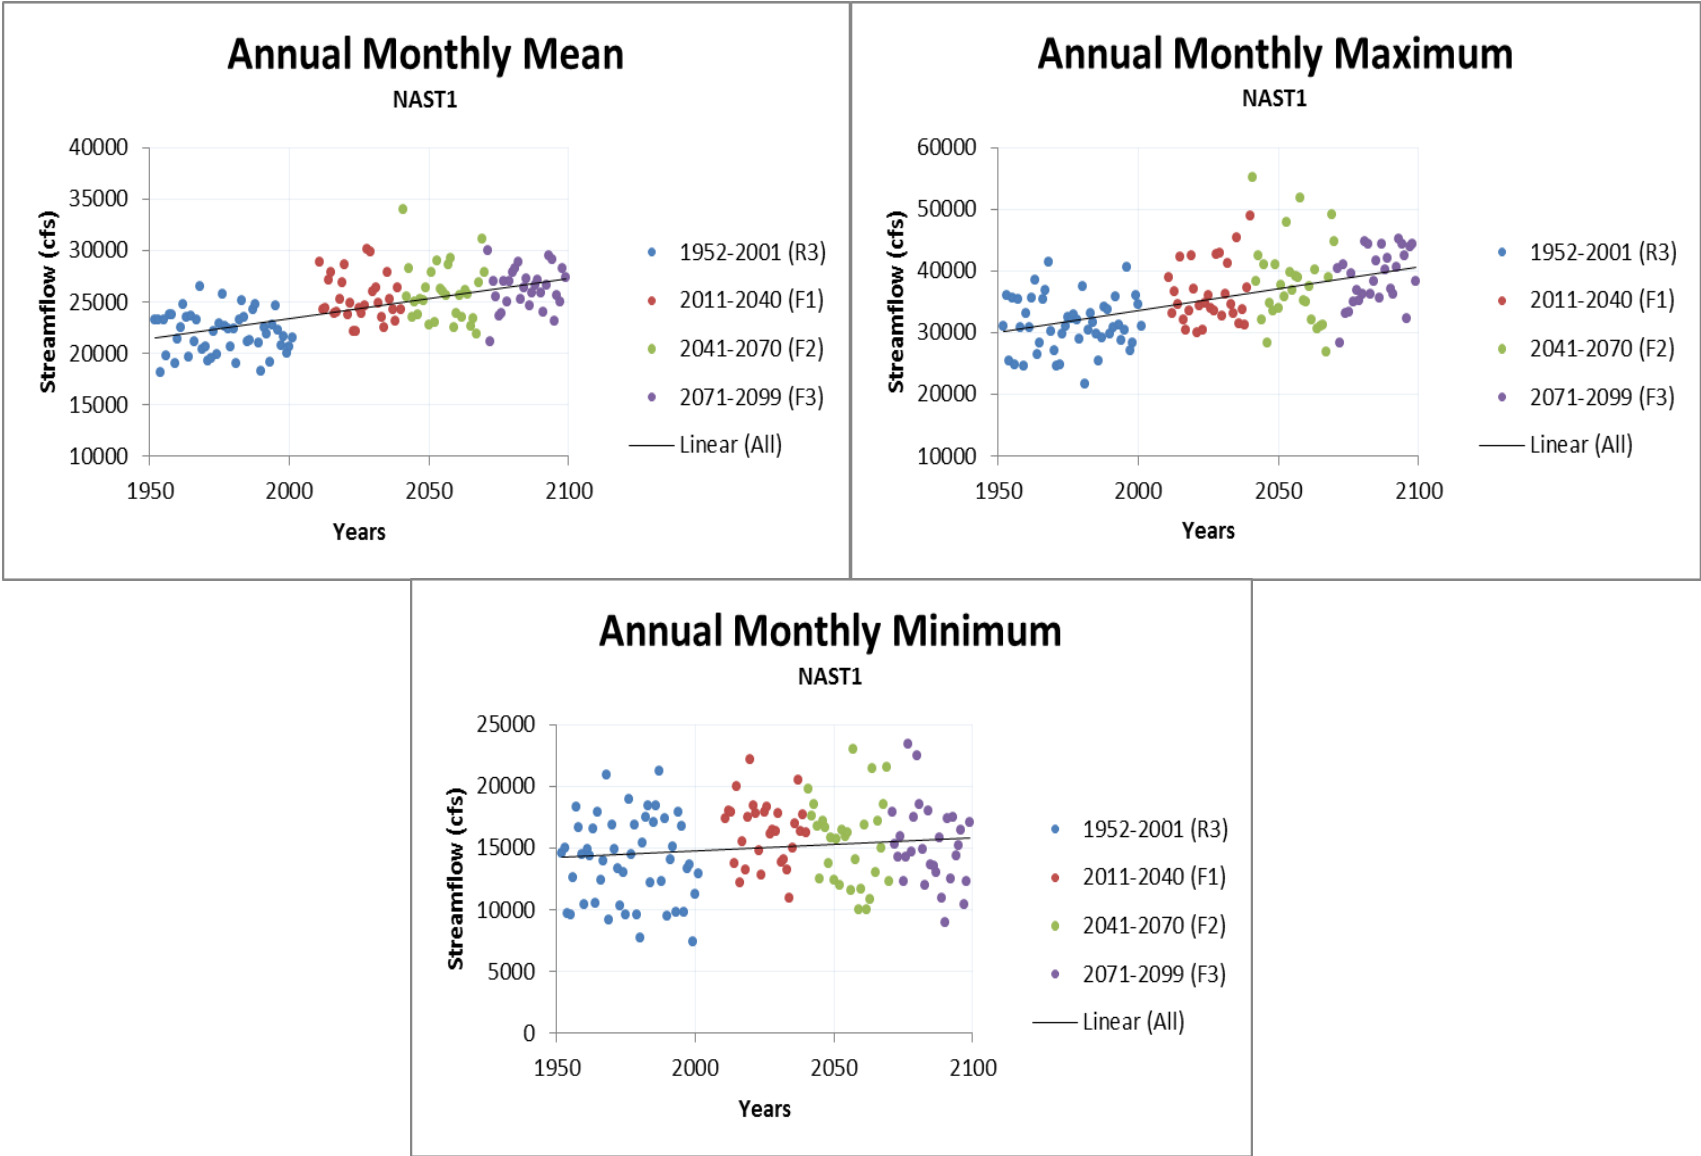 Annual Monthly Mean
NAST1
Streamflow (cfs)
40000
35000
30000
25000
20000
15000
10000
1950 2000 2050 2100
Years
1952-2001 (R3)
2011-2040 (F1)
2041-2070 (F2)
2071-2099 (F3)
Linear (All)
Annual Monthly Maximum
NAST1
Streamflow (cfs)
60000
50000
40000
30000
20000
10000
1950 2000 2050 2100
Years
1952-2001 (R3)
2011-2040 (F1)
2041-2070 (F2)
2071-2099 (F3)
Linear (All)
Annual Monthly Minimum
NAST1
Streamflow (cfs)
25000
20000
15000
10000
5000
0
1950 2000 2050 2100
Years
1952-2001 (R3)
2011-2040 (F1)
2041-2070 (F2)
2071-2099 (F3)
Linear (All)